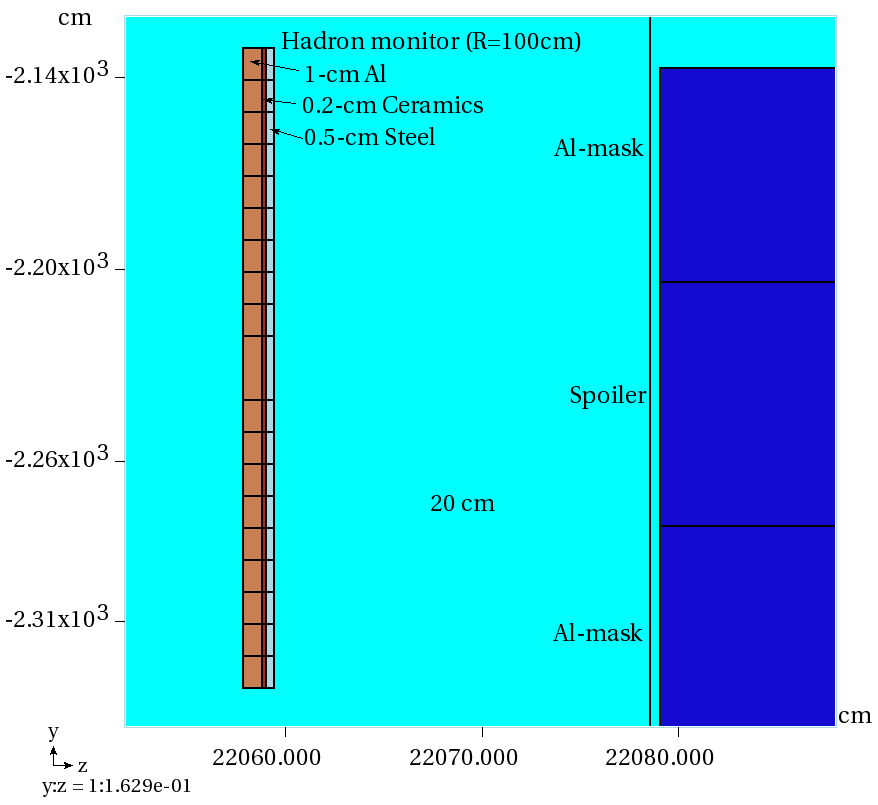 cm
Hadron monitor (R=100cm)
-2.14x10³
1-cm Al
0.2-cm Ceramics
0.5-cm Steel
Al-mask
-2.20x10³
Spoiler
-2.26x10³
20 cm
-2.31x10³
Al-mask
cm
22060.000 22070.000 22080.000
y
z
y:z = 1:1.629e-01